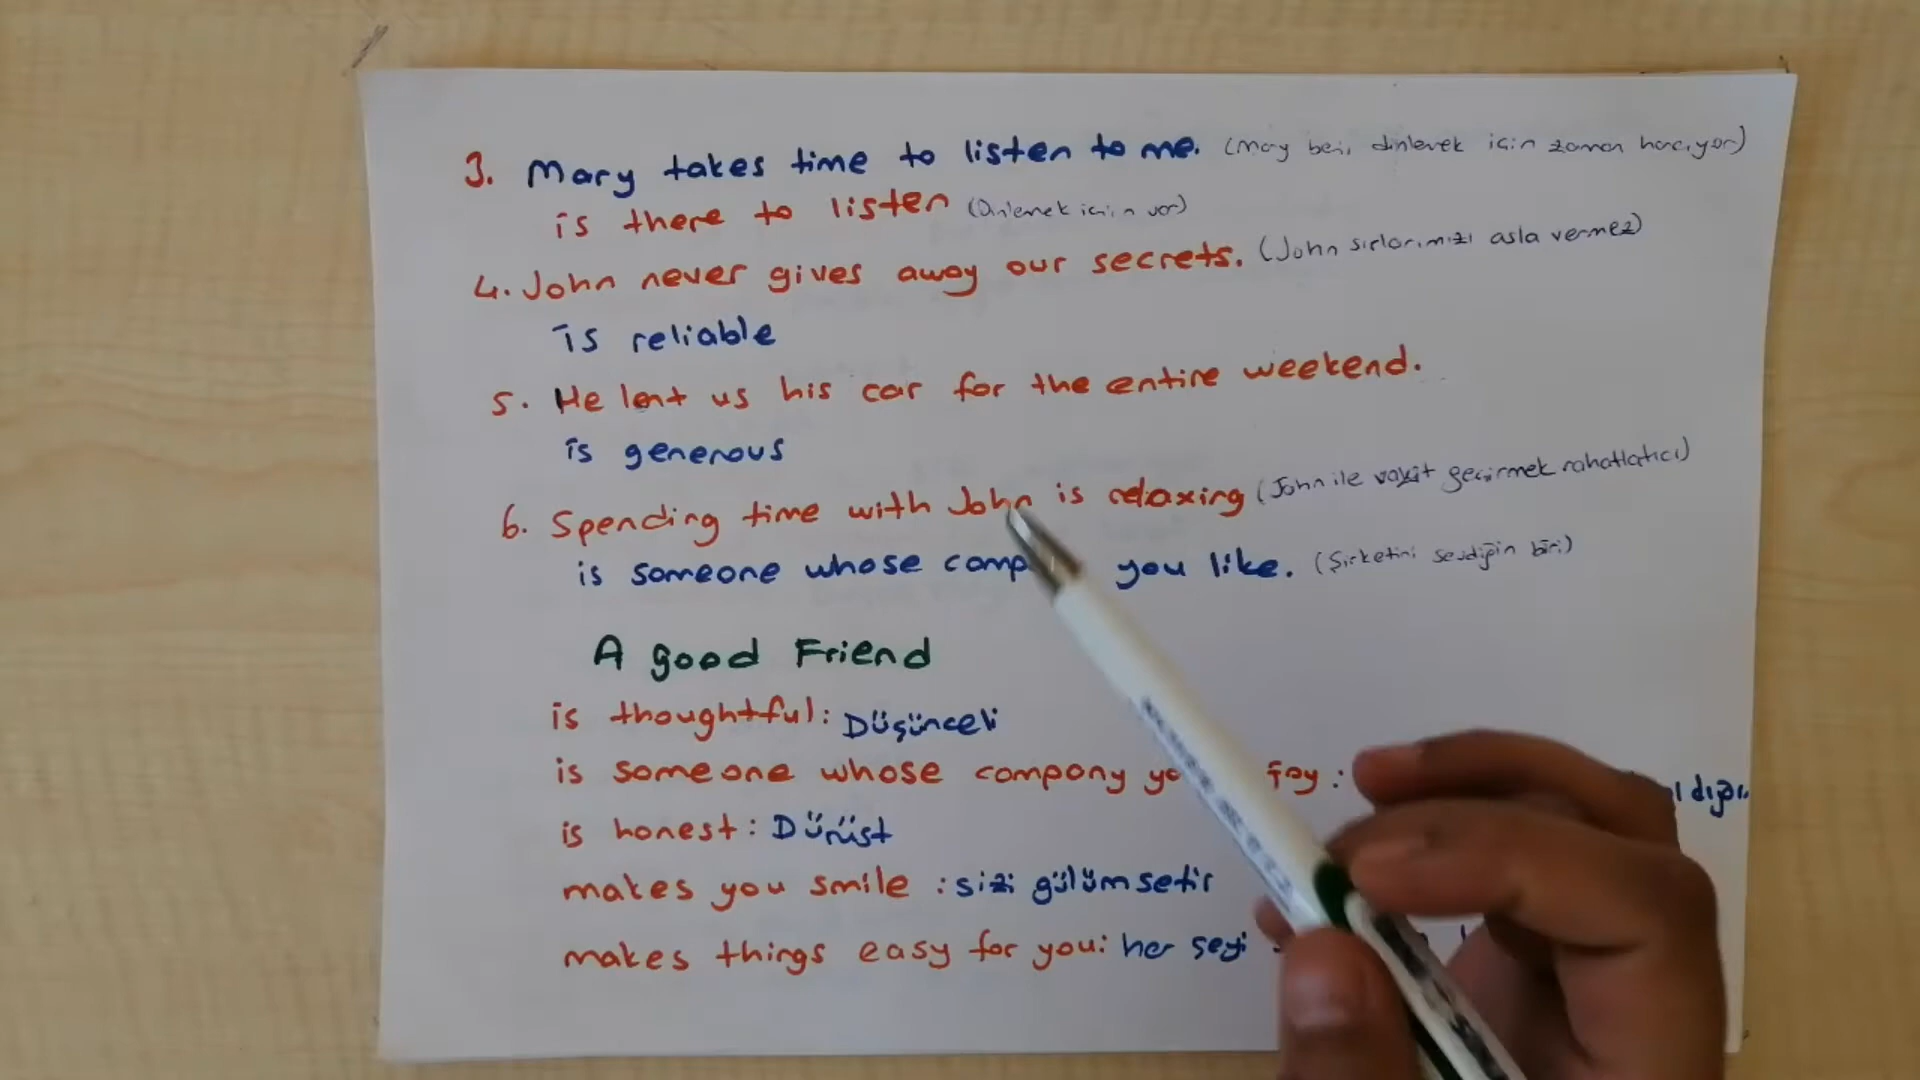 3. Mary takes time to listen to me. (Mary beni dinlemek için zaman harcıyor)
is there to listen (Dinlemek için var)
4. John never gives away our secrets. (John sırlarımızı asla vermez)
is reliable
5. He lent us his car for the entire weekend.
is generous
6. Spending time with John is relaxing (John ile vakit geçirmek rahatlatıcı)
is someone whose you like. (Şirketini sevdiğin biri)
A good Friend
is thoughtful: Düşünceli
is someone whose company
is honest: Dürüst
makes you smile : sizi gülümsetir
makes things easy for you: her şeyi